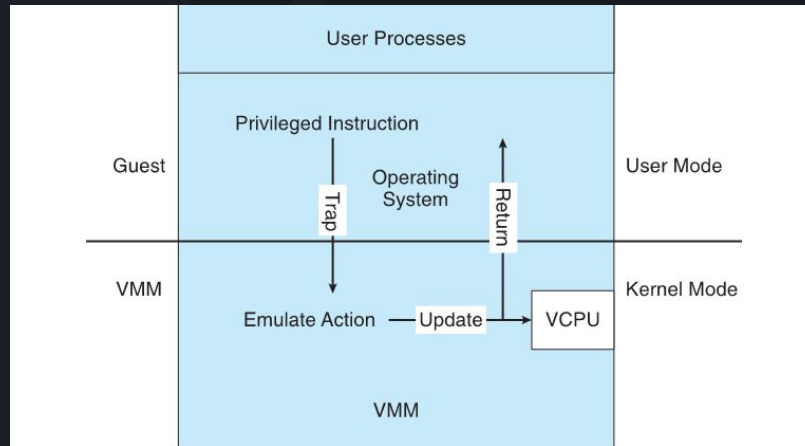 User Processes
Privileged Instruction
Guest
User Mode
Operating
System
Trap
Return
VMM
Kernel Mode
Emulate Action
Update
VCPU
VMM